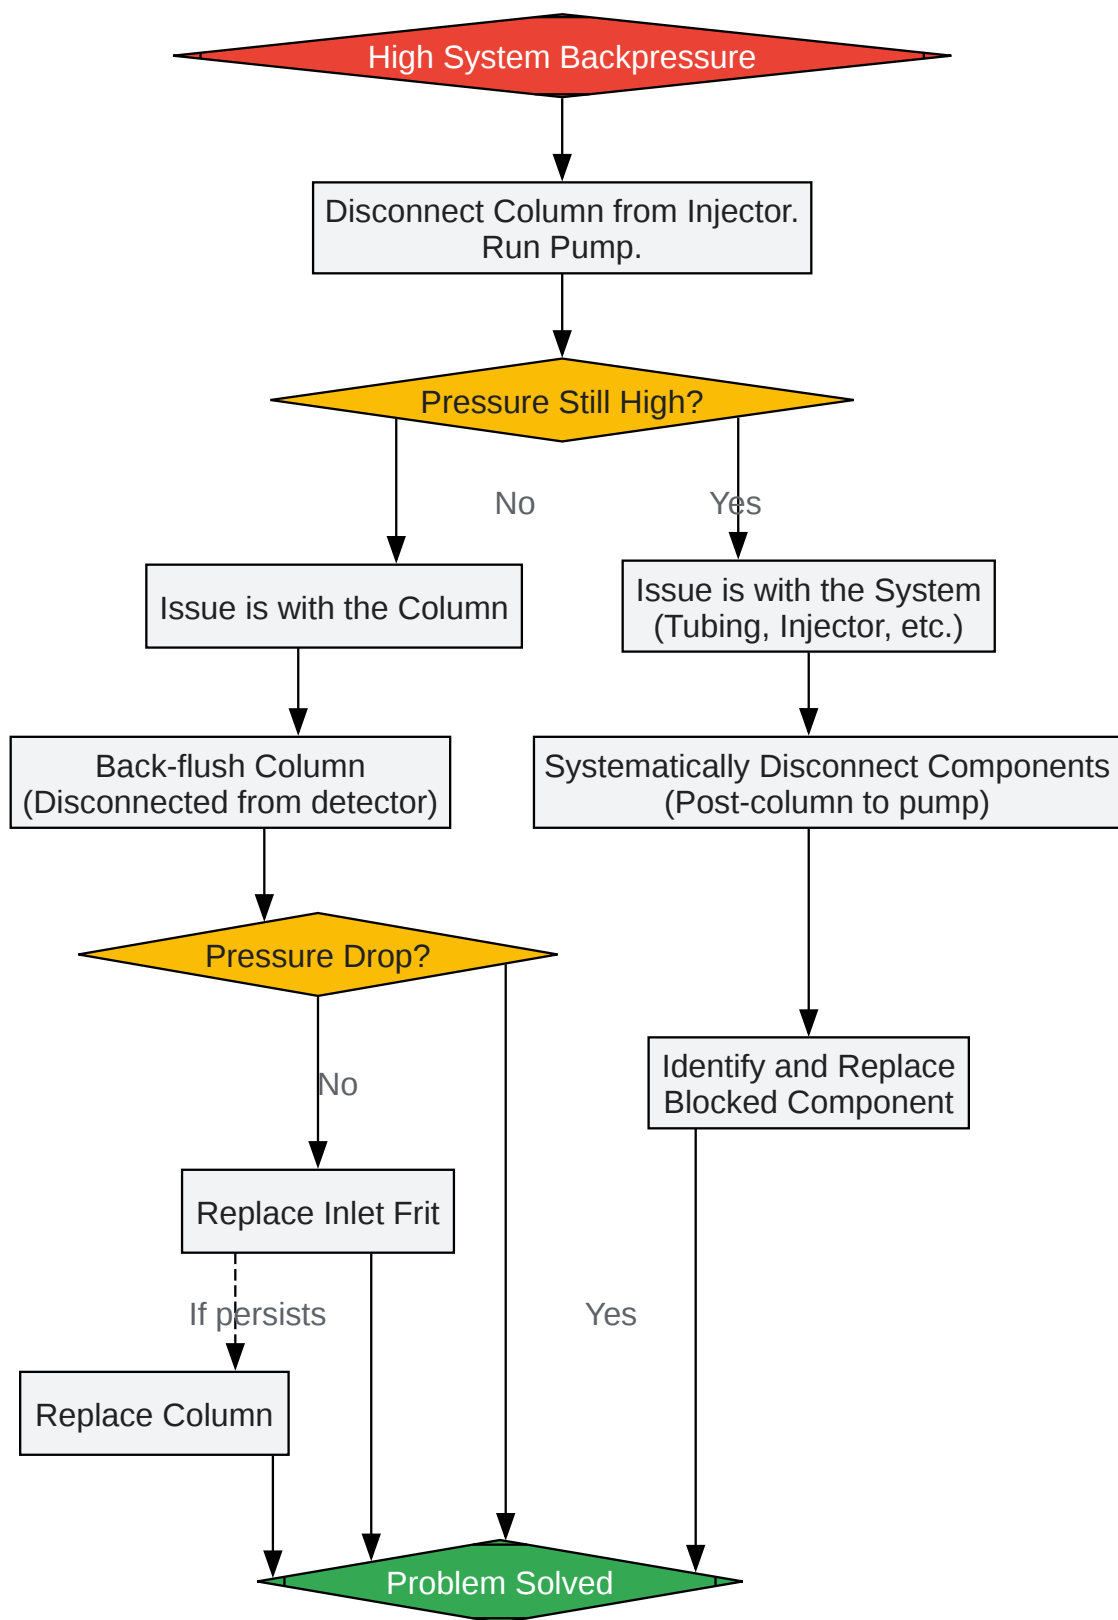 High System Backpressure
Disconnect Column from Injector.
Run Pump.
Pressure Still High?
No
Yes
Issue is with the Column
Issue is with the System
(Tubing, Injector, etc.)
Back-flush Column
(Disconnected from detector)
Systematically Disconnect Components
(Post-column to pump)
Pressure Drop?
No
Identify and Replace
Blocked Component
Replace Inlet Frit
If persists
Yes
Replace Column
Problem Solved